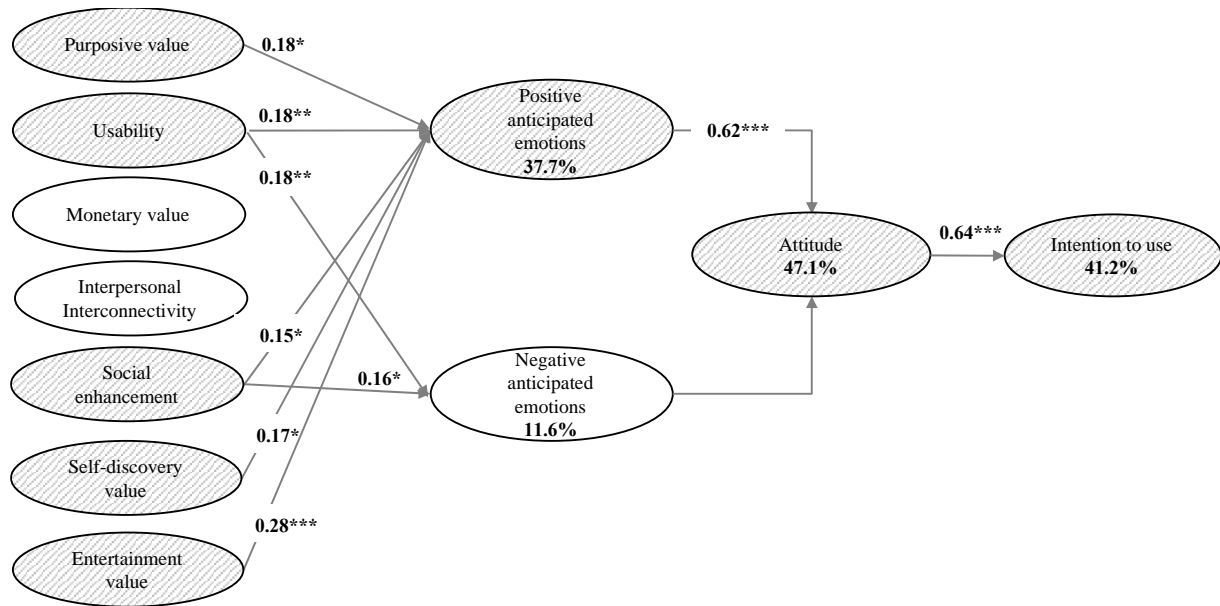 Purposive value
0.18*
Usability
0.18**
0.18**
Monetary value
Interpersonal
Interconnectivity
Social
enhancement
0.15*
0.16*
Self-discovery
value
0.17*
Entertainment
value
0.28***
Positive
anticipated
emotions
37.7%
0.62***
Negative
anticipated
emotions
11.6%
Attitude
47.1%
0.64***
Intention to use
41.2%